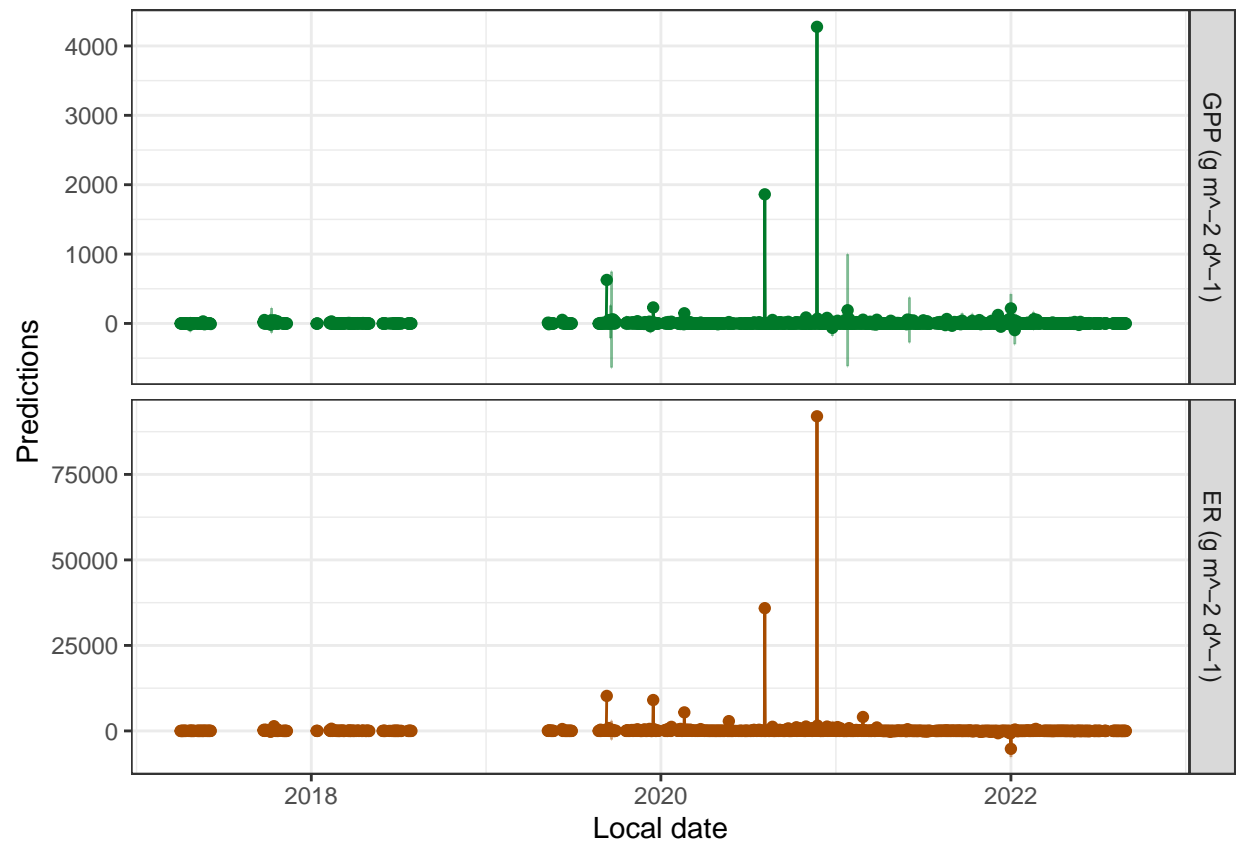 4000
3000
2000
1000
0
GPP (g m^−2 d^−1)
Predictions
75000
50000
25000
0
ER (g m^−2 d^−1)
2018 2020 2022
Local date